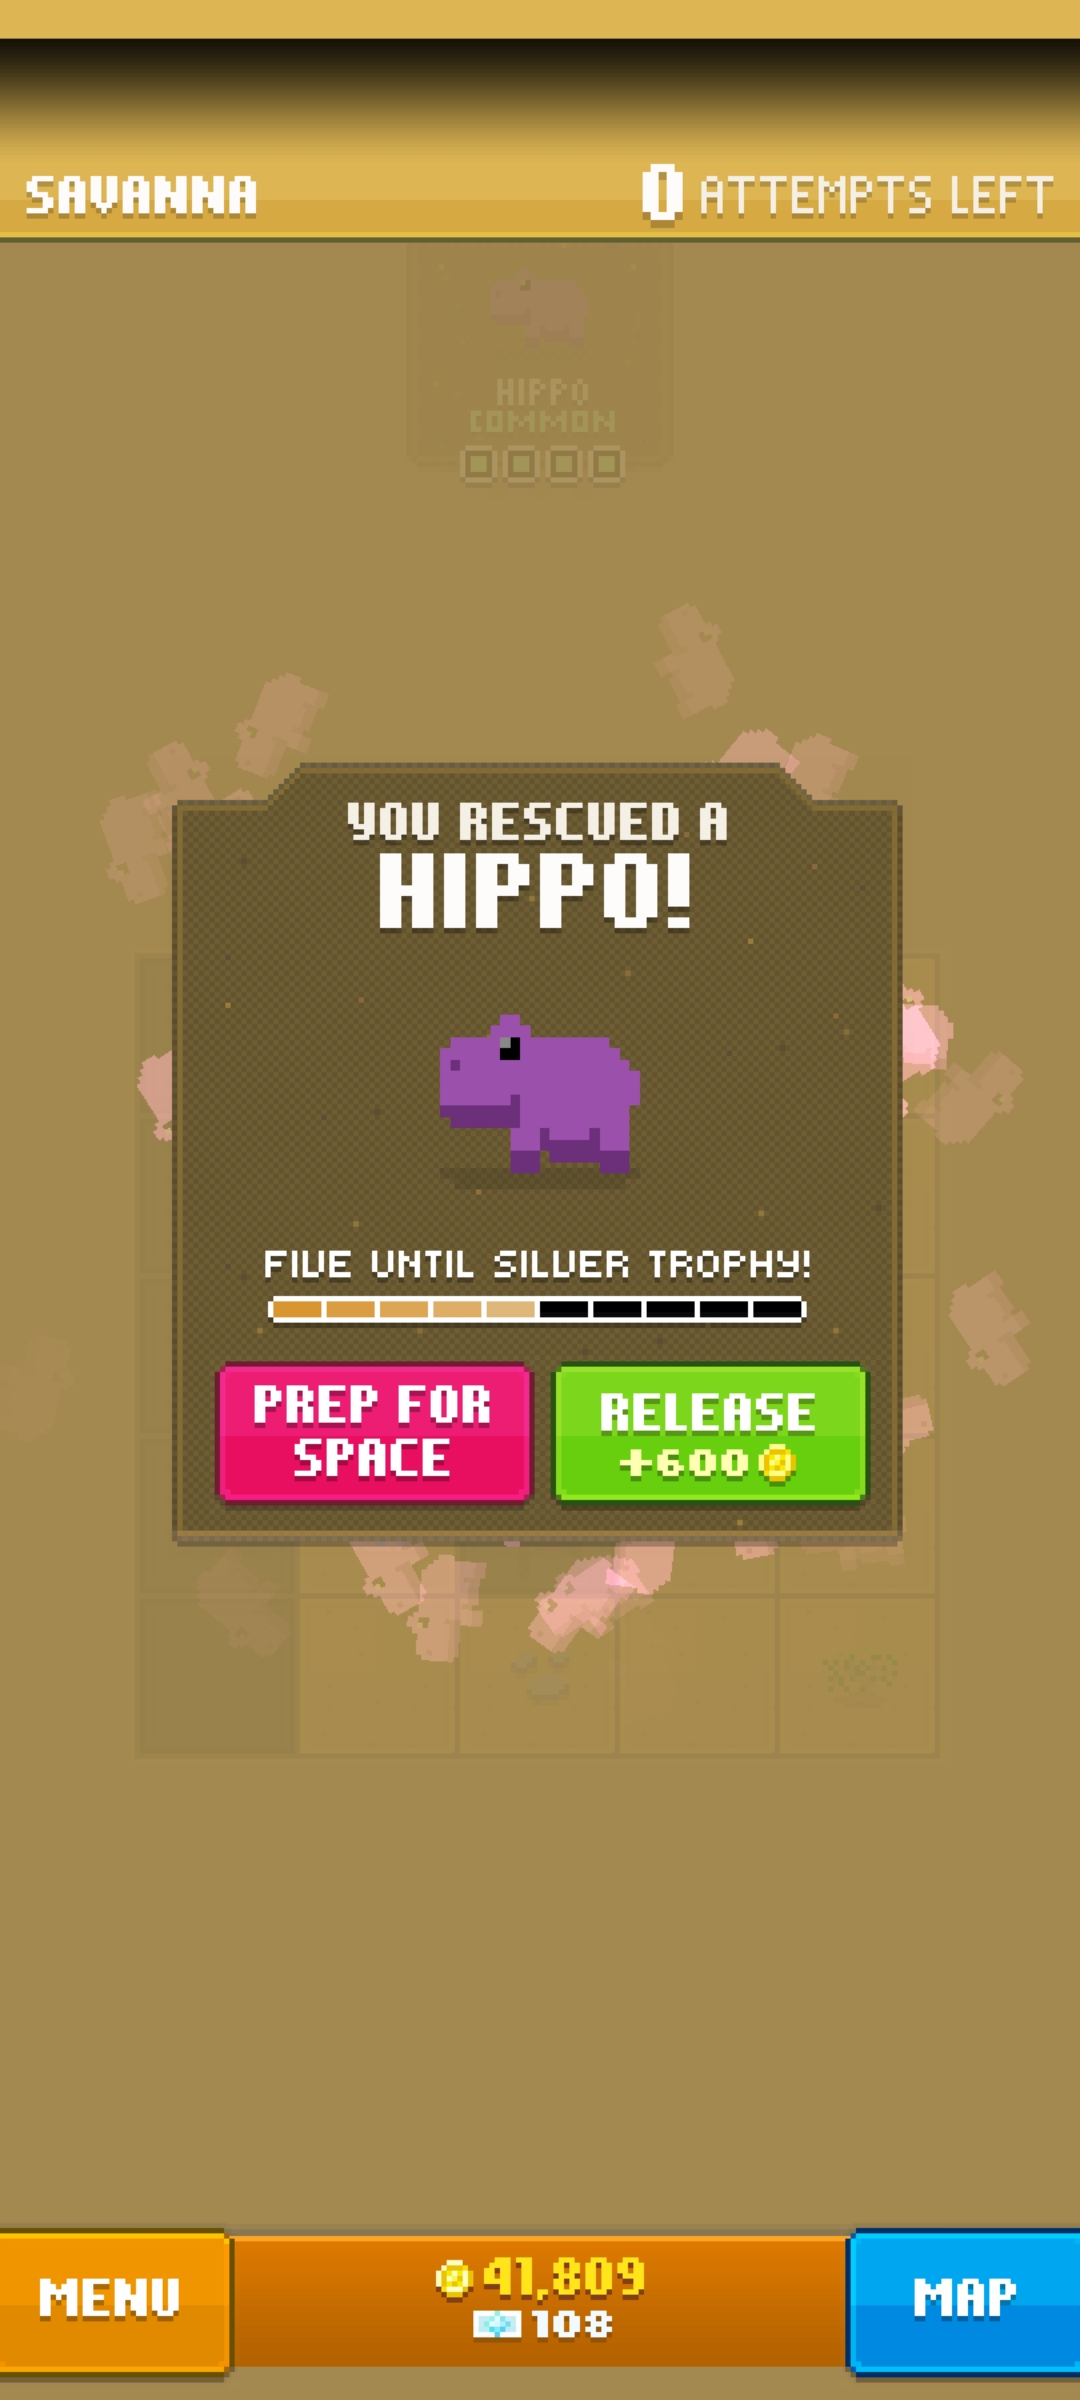 SAVANNA
0 ATTEMPTS LEFT
HIPPO
COMMON
YOU RESCUED A
HIPPO!
FIVE UNTIL SILVER TROPHY!
PREP FOR
SPACE
RELEASE
+600
MENU
41,809
108
MAP